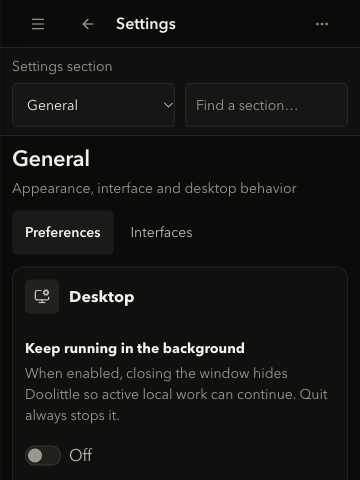 Settings
Settings section
General
Find a section…
General
Appearance, interface and desktop behavior
Preferences
Interfaces
Desktop
Keep running in the background
When enabled, closing the window hides
Doolittle so active local work can continue. Quit
always stops it.
Off